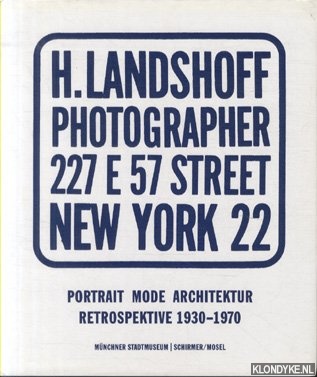 H. LANDSHOFF
PHOTOGRAPHER
227 E 57 STREET
NEW YORK 22
PORTRAIT MODE ARCHITEKTUR
RETROSPEKTIVE 1930–1970
MÜNCHNER STADTMUSEUM | SCHIRMER/MOSEL
KLONDYKE.NL